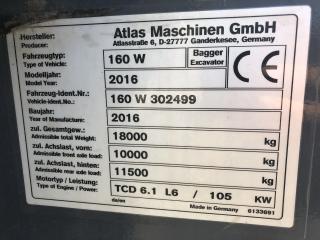 Hersteller: Atlas Maschinen GmbH
Producer: Atlasstraße 6, D-27777 Ganderkesee, Germany
Fahrzeugtyp: 160 W Bagger
Type of Vehicle: Excavator CE
Modelljahr: 2016
Model Year
Fahrzeug-Ident.Nr.: 160 W 302499
Vehicle-Ident.No.:
Baujahr: 2016
Year of Manufacture:
zul. Gesamtgew.: 18000 kg
Admissible total Weight:
zul. Achslast, vorn: 10000 kg
Admissible front axle load:
zul. Achslast, hinten: 11500 kg
Admissible rear axle load:
Motortyp / Leistung: TCD 6.1 L6 / 105 KW
Type of Engine / Power:
Made in Germany 6133691